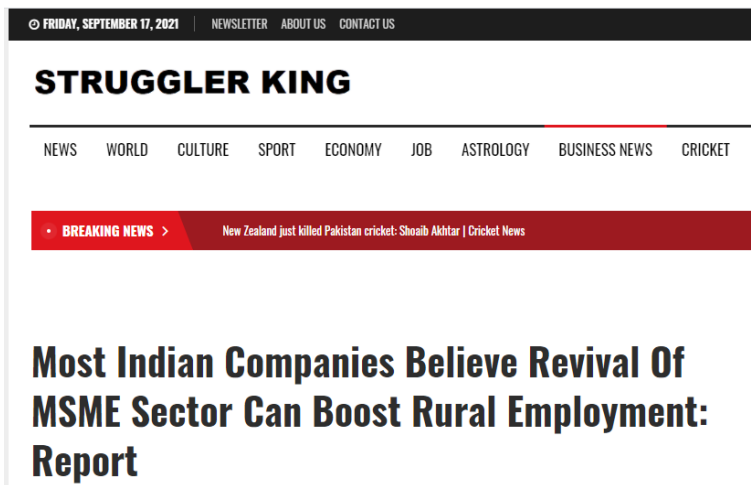 FRIDAY, SEPTEMBER 17, 2021 NEWSLETTER ABOUT US CONTACT US
STRUGGLER KING
NEWS WORLD CULTURE SPORT ECONOMY JOB ASTROLOGY BUSINESS NEWS CRICKET
BREAKING NEWS > New Zealand just killed Pakistan cricket: Shoaib Akhtar | Cricket News
Most Indian Companies Believe Revival Of
MSME Sector Can Boost Rural Employment:
Report